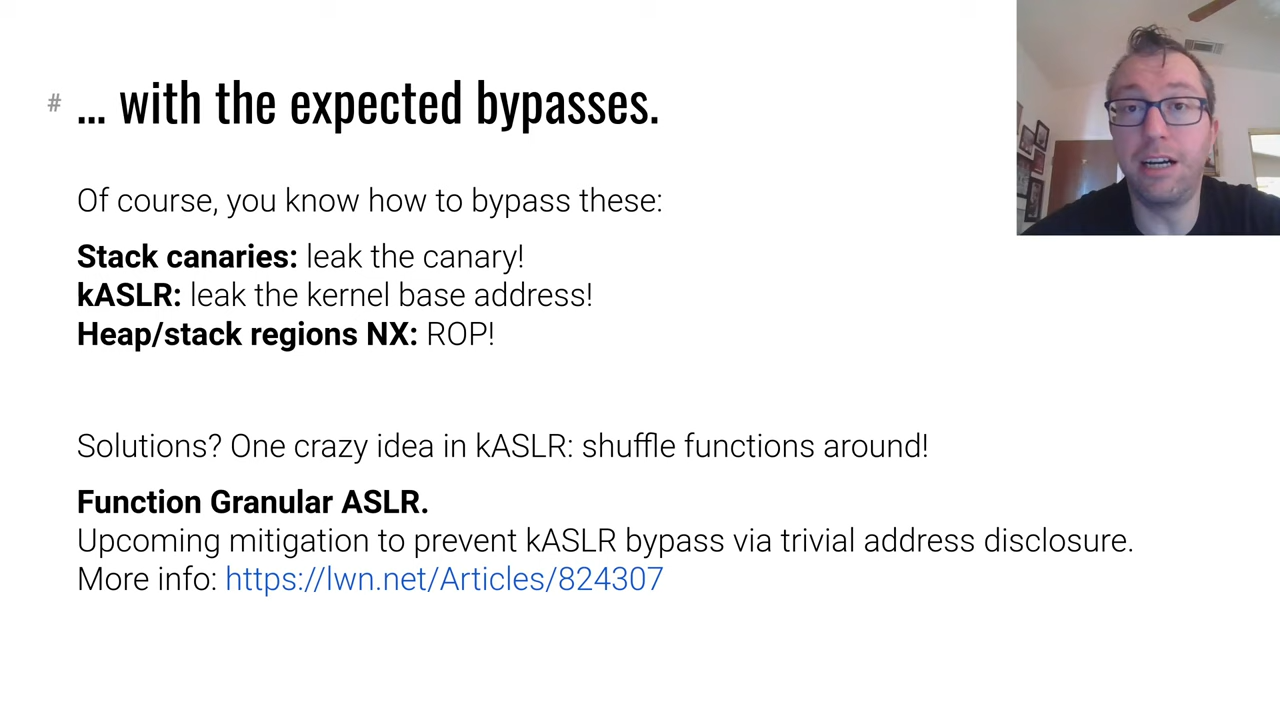 # ... with the expected bypasses.
Of course, you know how to bypass these:
Stack canaries: leak the canary!
kASLR: leak the kernel base address!
Heap/stack regions NX: ROP!
Solutions? One crazy idea in kASLR: shuffle functions around!
Function Granular ASLR.
Upcoming mitigation to prevent kASLR bypass via trivial address disclosure.
More info: https://lwn.net/Articles/824307